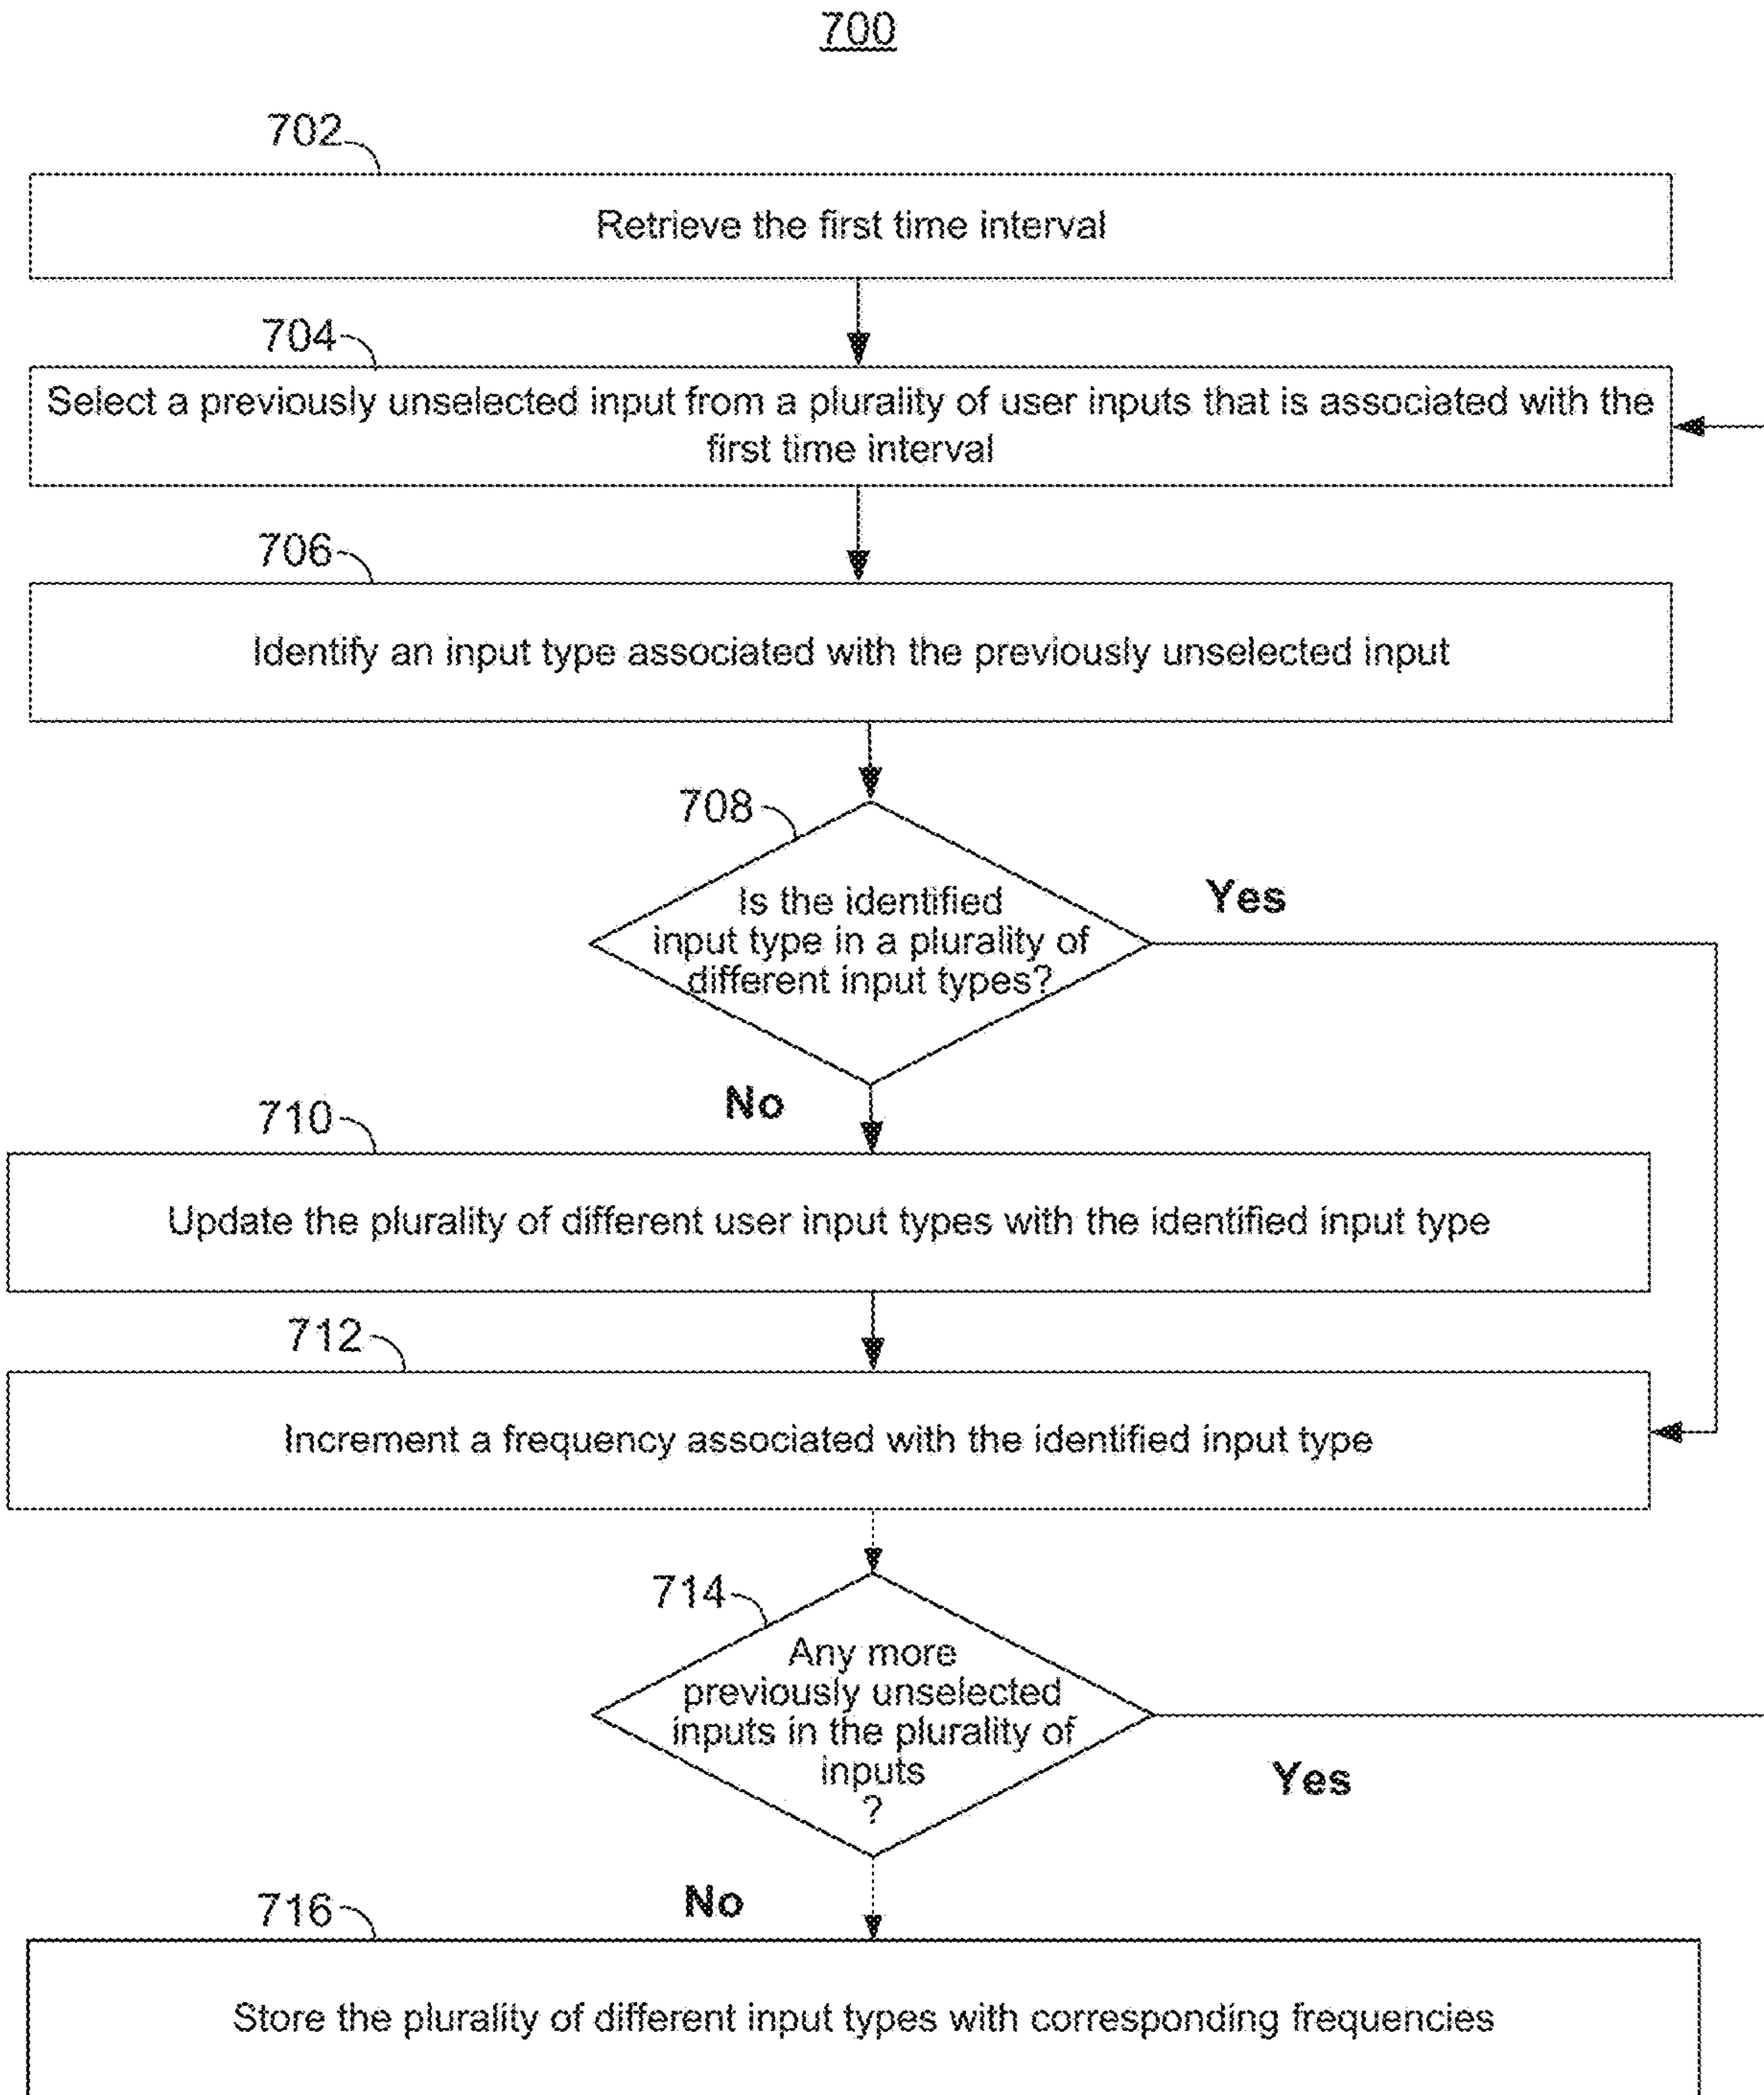 700
702
Retrieve the first time interval
704
Select a previously unselected input from a plurality of user inputs that is associated with the
first time interval
706
Identify an input type associated with the previously unselected input
708
Is the identified
input type in a plurality of
different input types?
Yes
No
710
Update the plurality of different user input types with the identified input type
712
Increment a frequency associated with the identified input type
714
Any more
previously unselected
inputs in the plurality of
inputs
?
Yes
No
716
Store the plurality of different input types with corresponding frequencies